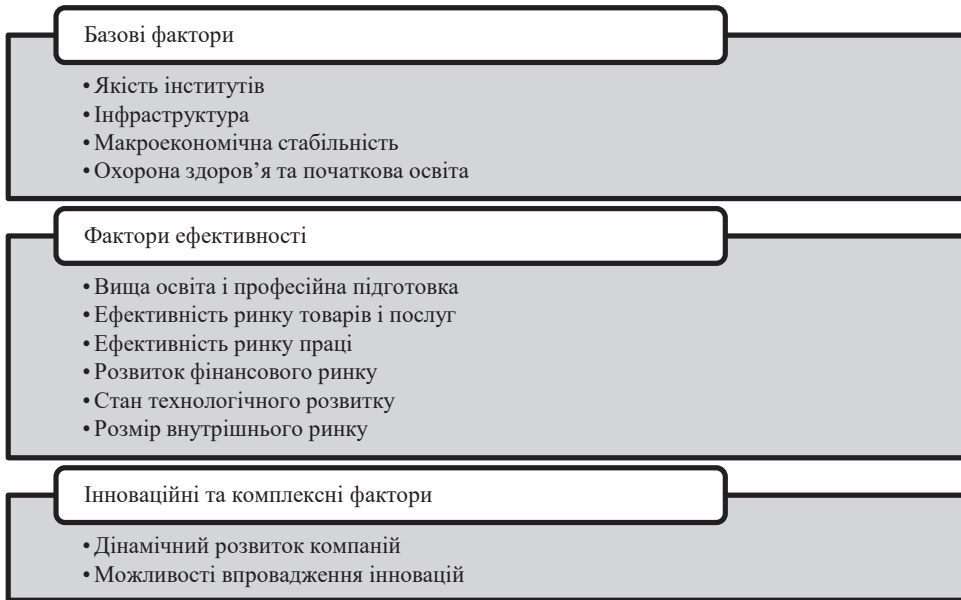 Базові фактори
• Якість інститутів
• Інфраструктура
• Макроекономічна стабільність
• Охорона здоров’я та початкова освіта
Фактори ефективності
• Вища освіта і професійна підготовка
• Ефективність ринку товарів і послуг
• Ефективність ринку праці
• Розвиток фінансового ринку
• Стан технологічного розвитку
• Розмір внутрішнього ринку
Інноваційні та комплексні фактори
• Дінамічний розвиток компаній
• Можливості впровадження інновацій